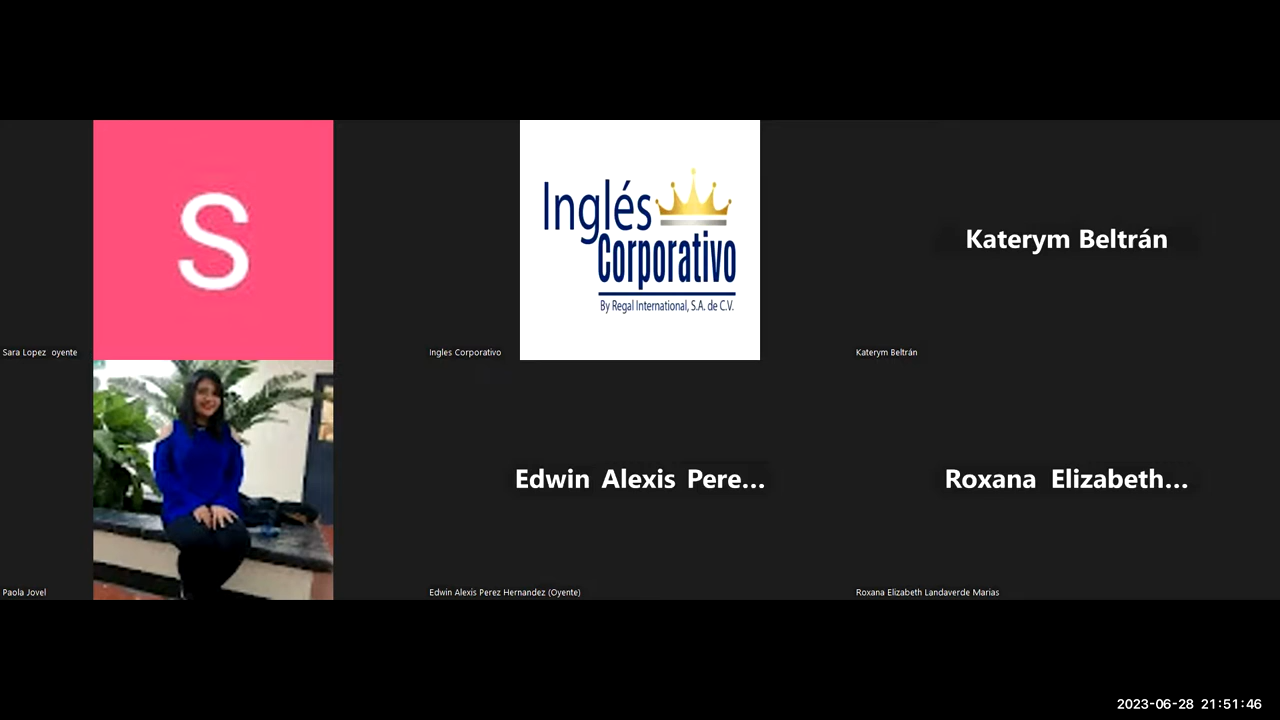 S
Inglés
Corporativo
By Regal International, S.A. de C.V.
Katerym Beltrán
Sara Lopez oyente
Ingles Corporativo
Katerym Beltrán
Edwin Alexis Pere...
Roxana Elizabeth...
Paola Jovel
Edwin Alexis Perez Hernandez (Oyente)
Roxana Elizabeth Landaverde Marias
2023-06-28 21:51:46